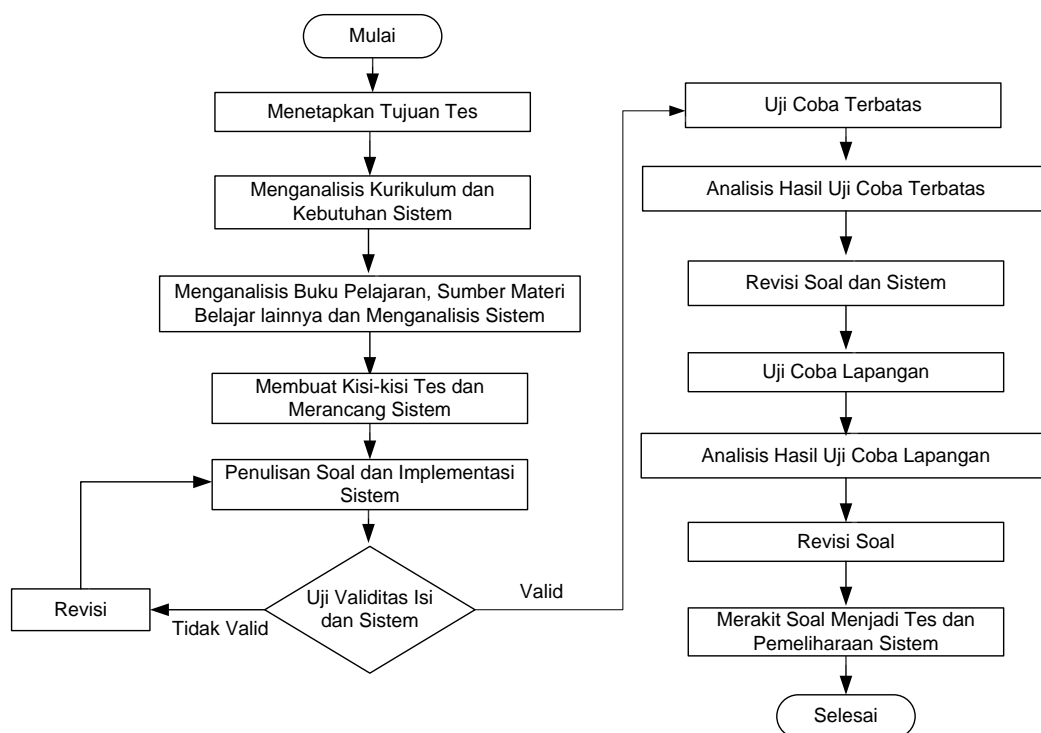 Mulai
Menetapkan Tujuan Tes
Menganalisis Kurikulum dan
Kebutuhan Sistem
Menganalisis Buku Pelajaran, Sumber Materi
Belajar lainnya dan Menganalisis Sistem
Membuat Kisi-kisi Tes dan
Merancang Sistem
Penulisan Soal dan Implementasi
Sistem
Uji Validitas Isi
dan Sistem
Tidak Valid
Revisi
Valid
Uji Coba Terbatas
Analisis Hasil Uji Coba Terbatas
Revisi Soal dan Sistem
Uji Coba Lapangan
Analisis Hasil Uji Coba Lapangan
Revisi Soal
Merakit Soal Menjadi Tes dan
Pemeliharaan Sistem
Selesai